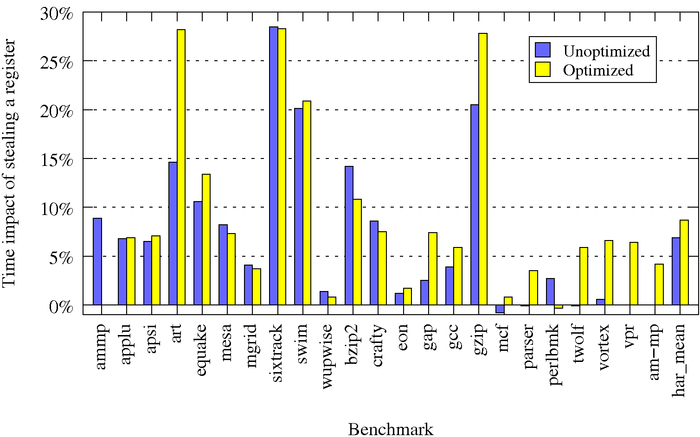 Time impact of stealing a register
30%
25%
20%
15%
10%
5%
0%
Unoptimized
Optimized
ammp
applu
apsi
art
equake
mesa
mgrid
sixtrack
swim
wupwise
bzip2
crafty
eon
gap
gcc
gzip
mcf
parser
perlbmk
twolf
vortex
vpr
am−mp
har_mean
Benchmark